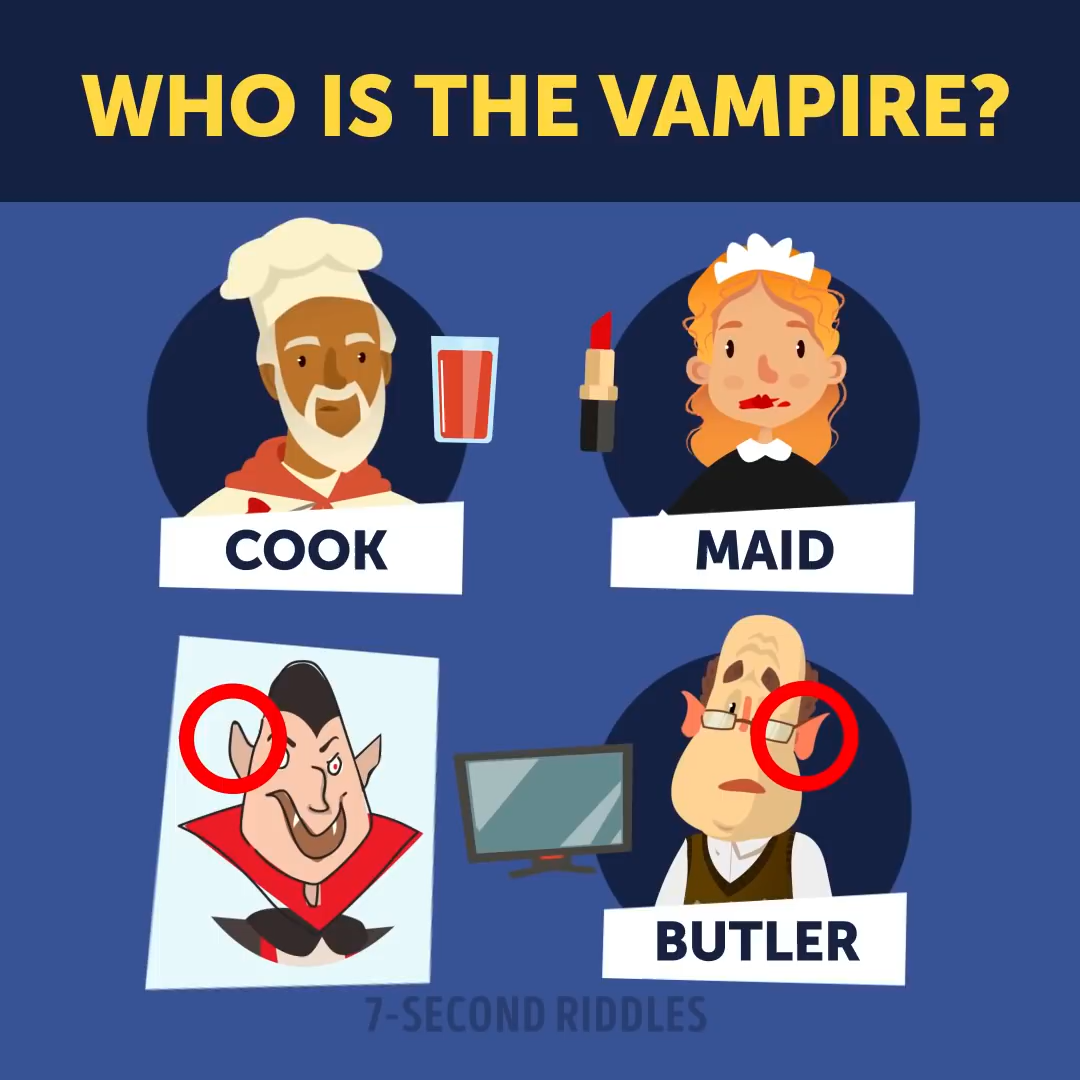 WHO IS THE VAMPIRE?
COOK
MAID
BUTLER
7-SECOND RIDDLES